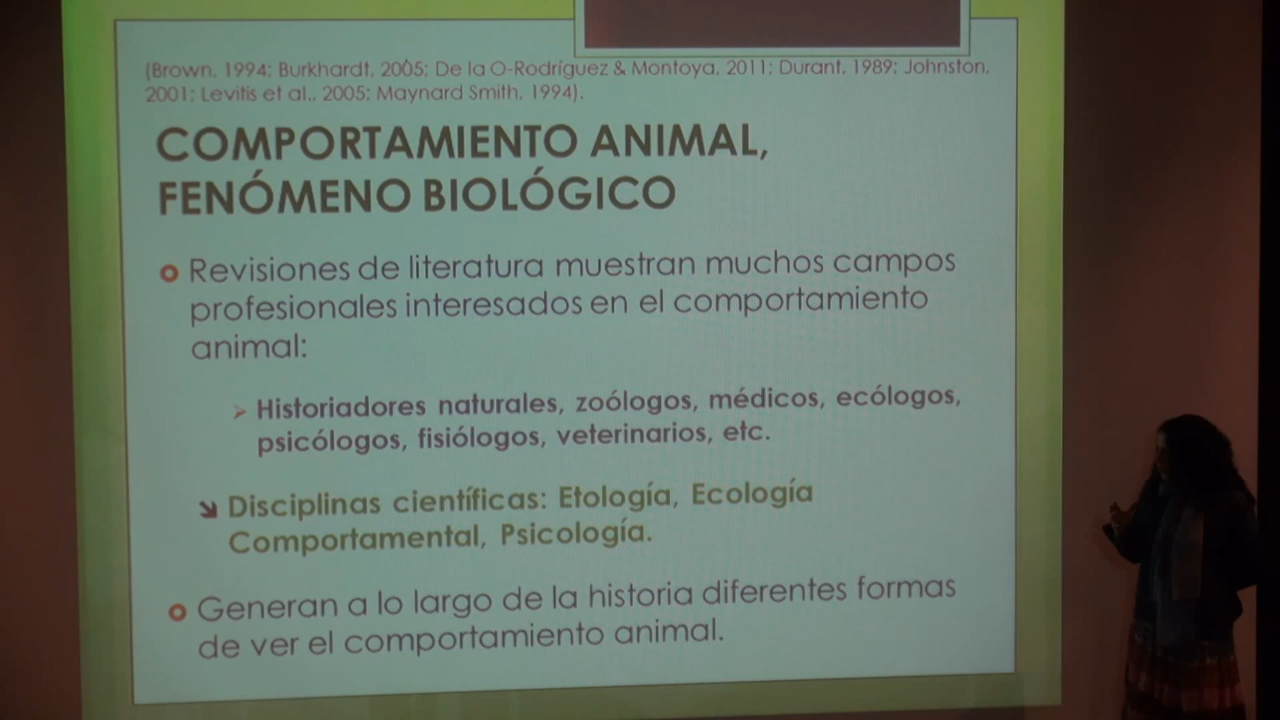 (Brown, 1994; Burkhardt, 2005; De la O-Rodríguez & Montoya, 2011; Durant, 1989; Johnston,
2001; Levitis et al., 2005; Maynard Smith, 1994).
COMPORTAMIENTO ANIMAL,
FENÓMENO BIOLÓGICO
Revisiones de literatura muestran muchos campos
profesionales interesados en el comportamiento
animal:
Historiadores naturales, zoólogos, médicos, ecólogos,
psicólogos, fisiólogos, veterinarios, etc.
Disciplinas científicas: Etología, Ecología
Comportamental, Psicología.
Generan a lo largo de la historia diferentes formas
de ver el comportamiento animal.